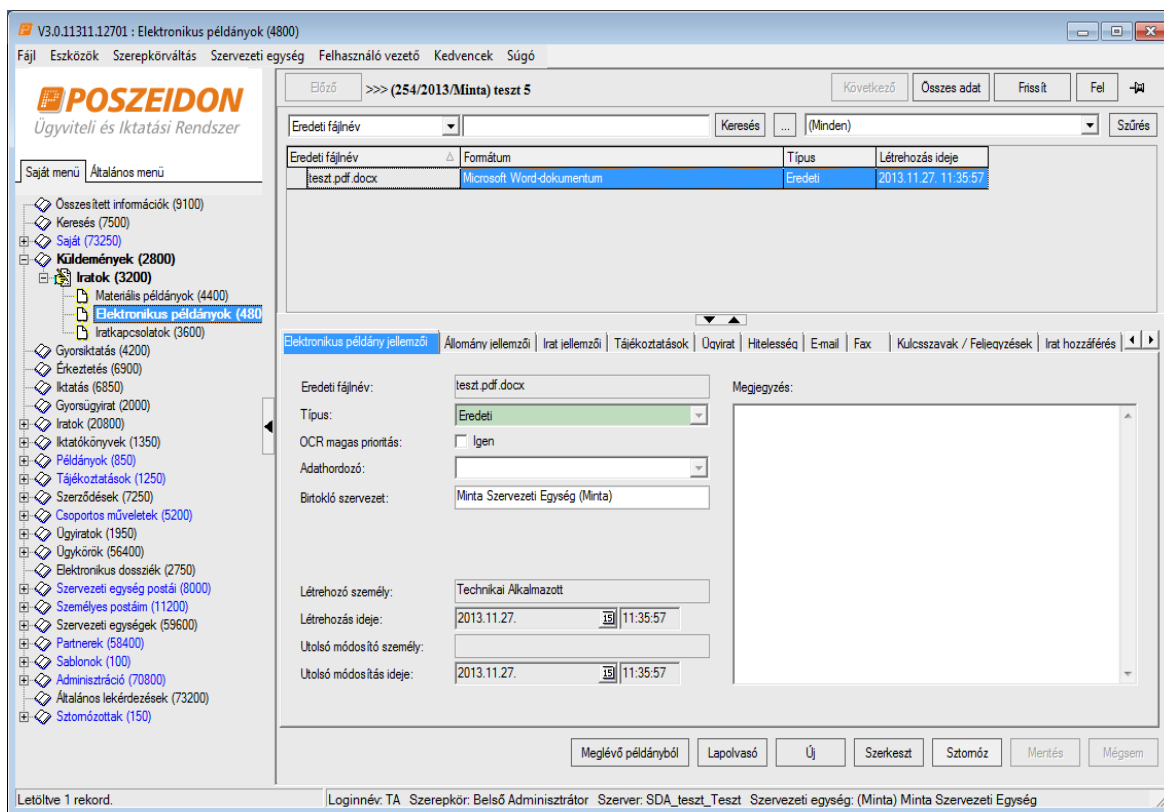 V3.0.11311.12701 : Elektronikus példányok (4800)
Fájl Eszközök Szerepkörváltás Szervezeti egység Felhasználó vezető Kedvencek Súgó
POSZEIDON
Ügyviteli és Iktatási Rendszer
Saját menü Általános menü
Összesített információk (9100)
Keresés (7500)
Saját (73250)
Küldemények (2800)
Iratok (3200)
Materiális példányok (4400)
Elektronikus példányok (480
Iratkapcsolatok (3600)
Gyorsiktatás (4200)
Érkeztetés (6900)
Iktatás (6850)
Gyorsügyirat (2000)
Iratok (20800)
Iktatókönyvek (1350)
Példányok (850)
Tájékoztatások (1250)
Szerződések (7250)
Csoportos műveletek (5200)
Ügyiratok (1950)
Ügykörök (56400)
Elektronikus dossziék (2750)
Szervezeti egység postái (8000)
Személyes postáim (11200)
Szervezeti egységek (59600)
Partnerek (58400)
Sablonok (100)
Adminisztráció (70800)
Általános lekérdezések (73200)
Sztornózottak (150)
Előző >>> (254/2013/Minta) teszt 5 Következő Összes adat Frissít Fel
Eredeti fájlnév Keresés ... (Minden) Szűrés
Eredeti fájlnév Formátum Típus Létrehozás ideje
teszt.pdf.docx Microsoft Word-dokumentum Eredeti 2013.11.27. 11:35:57
Elektronikus példány jellemzői Állomány jellemzői Irat jellemzői Tájékoztatások Ügyirat Hitelesség E-mail Fax Kulcsszavak / Feljegyzések Irat hozzáférés
Eredeti fájlnév: teszt.pdf.docx Megjegyzés:
Típus: Eredeti
OCR magas prioritás: Igen
Adathordozó:
Birtokló szervezet: Minta Szervezeti Egység (Minta)
Létrehozó személy: Technikai Alkalmazott
Létrehozás ideje: 2013.11.27. 15 11:35:57
Utolsó módosító személy:
Utolsó módosítás ideje: 2013.11.27. 15 11:35:57
Meglévő példányból Lapolvasó Új Szerkeszt Sztornóz Mentés Mégsem
Letöltve 1 rekord. Loginnév: TA Szerepkör: Belső Adminisztrátor Szerver: SDA_teszt_Teszt Szervezeti egység: (Minta) Minta Szervezeti Egység